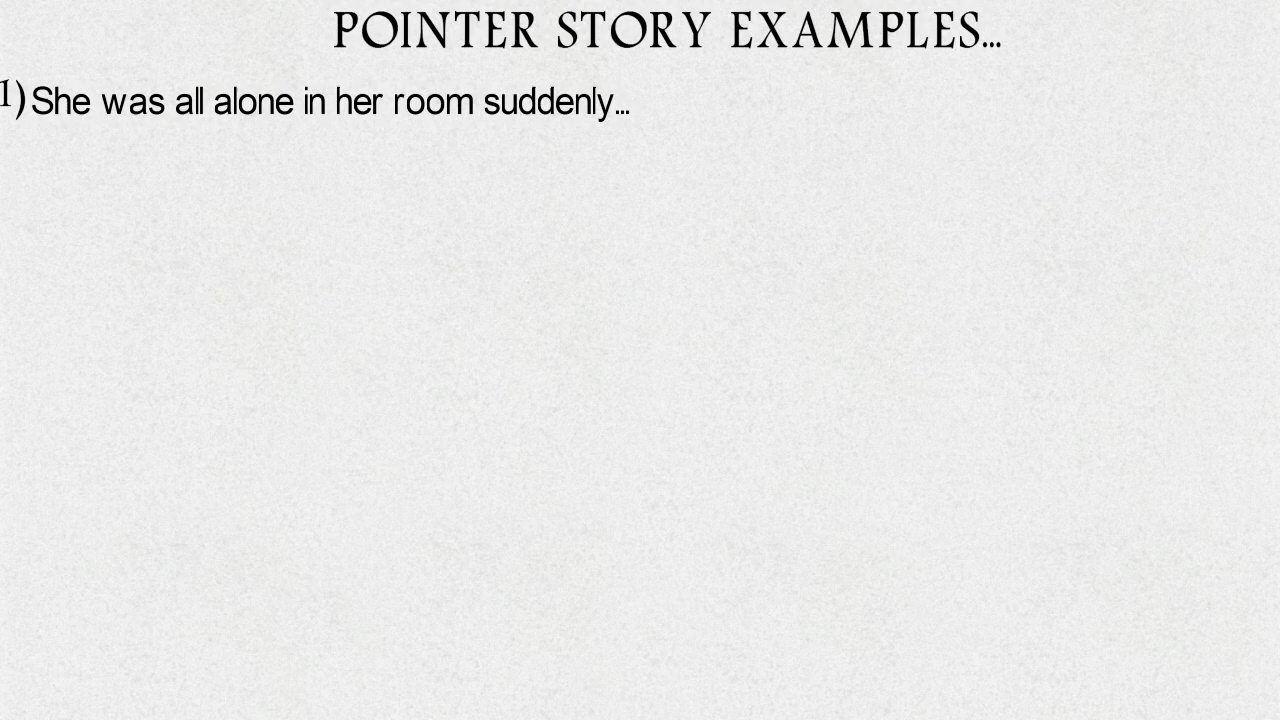 POINTER STORY EXAMPLES...
1) She was all alone in her room suddenly...